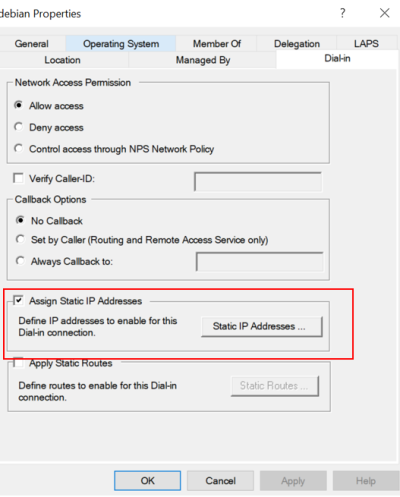 debian Properties ? ×
General Operating System Member Of Delegation LAPS
Location Managed By Dial-in
Network Access Permission
Allow access
Deny access
Control access through NPS Network Policy
Verify Caller-ID:
Callback Options
No Callback
Set by Caller (Routing and Remote Access Service only)
Always Callback to:
Assign Static IP Addresses
Define IP addresses to enable for this
Dial-in connection.
Static IP Addresses ...
Apply Static Routes
Define routes to enable for this Dial-in
connection.
Static Routes ...
OK Cancel Apply Help